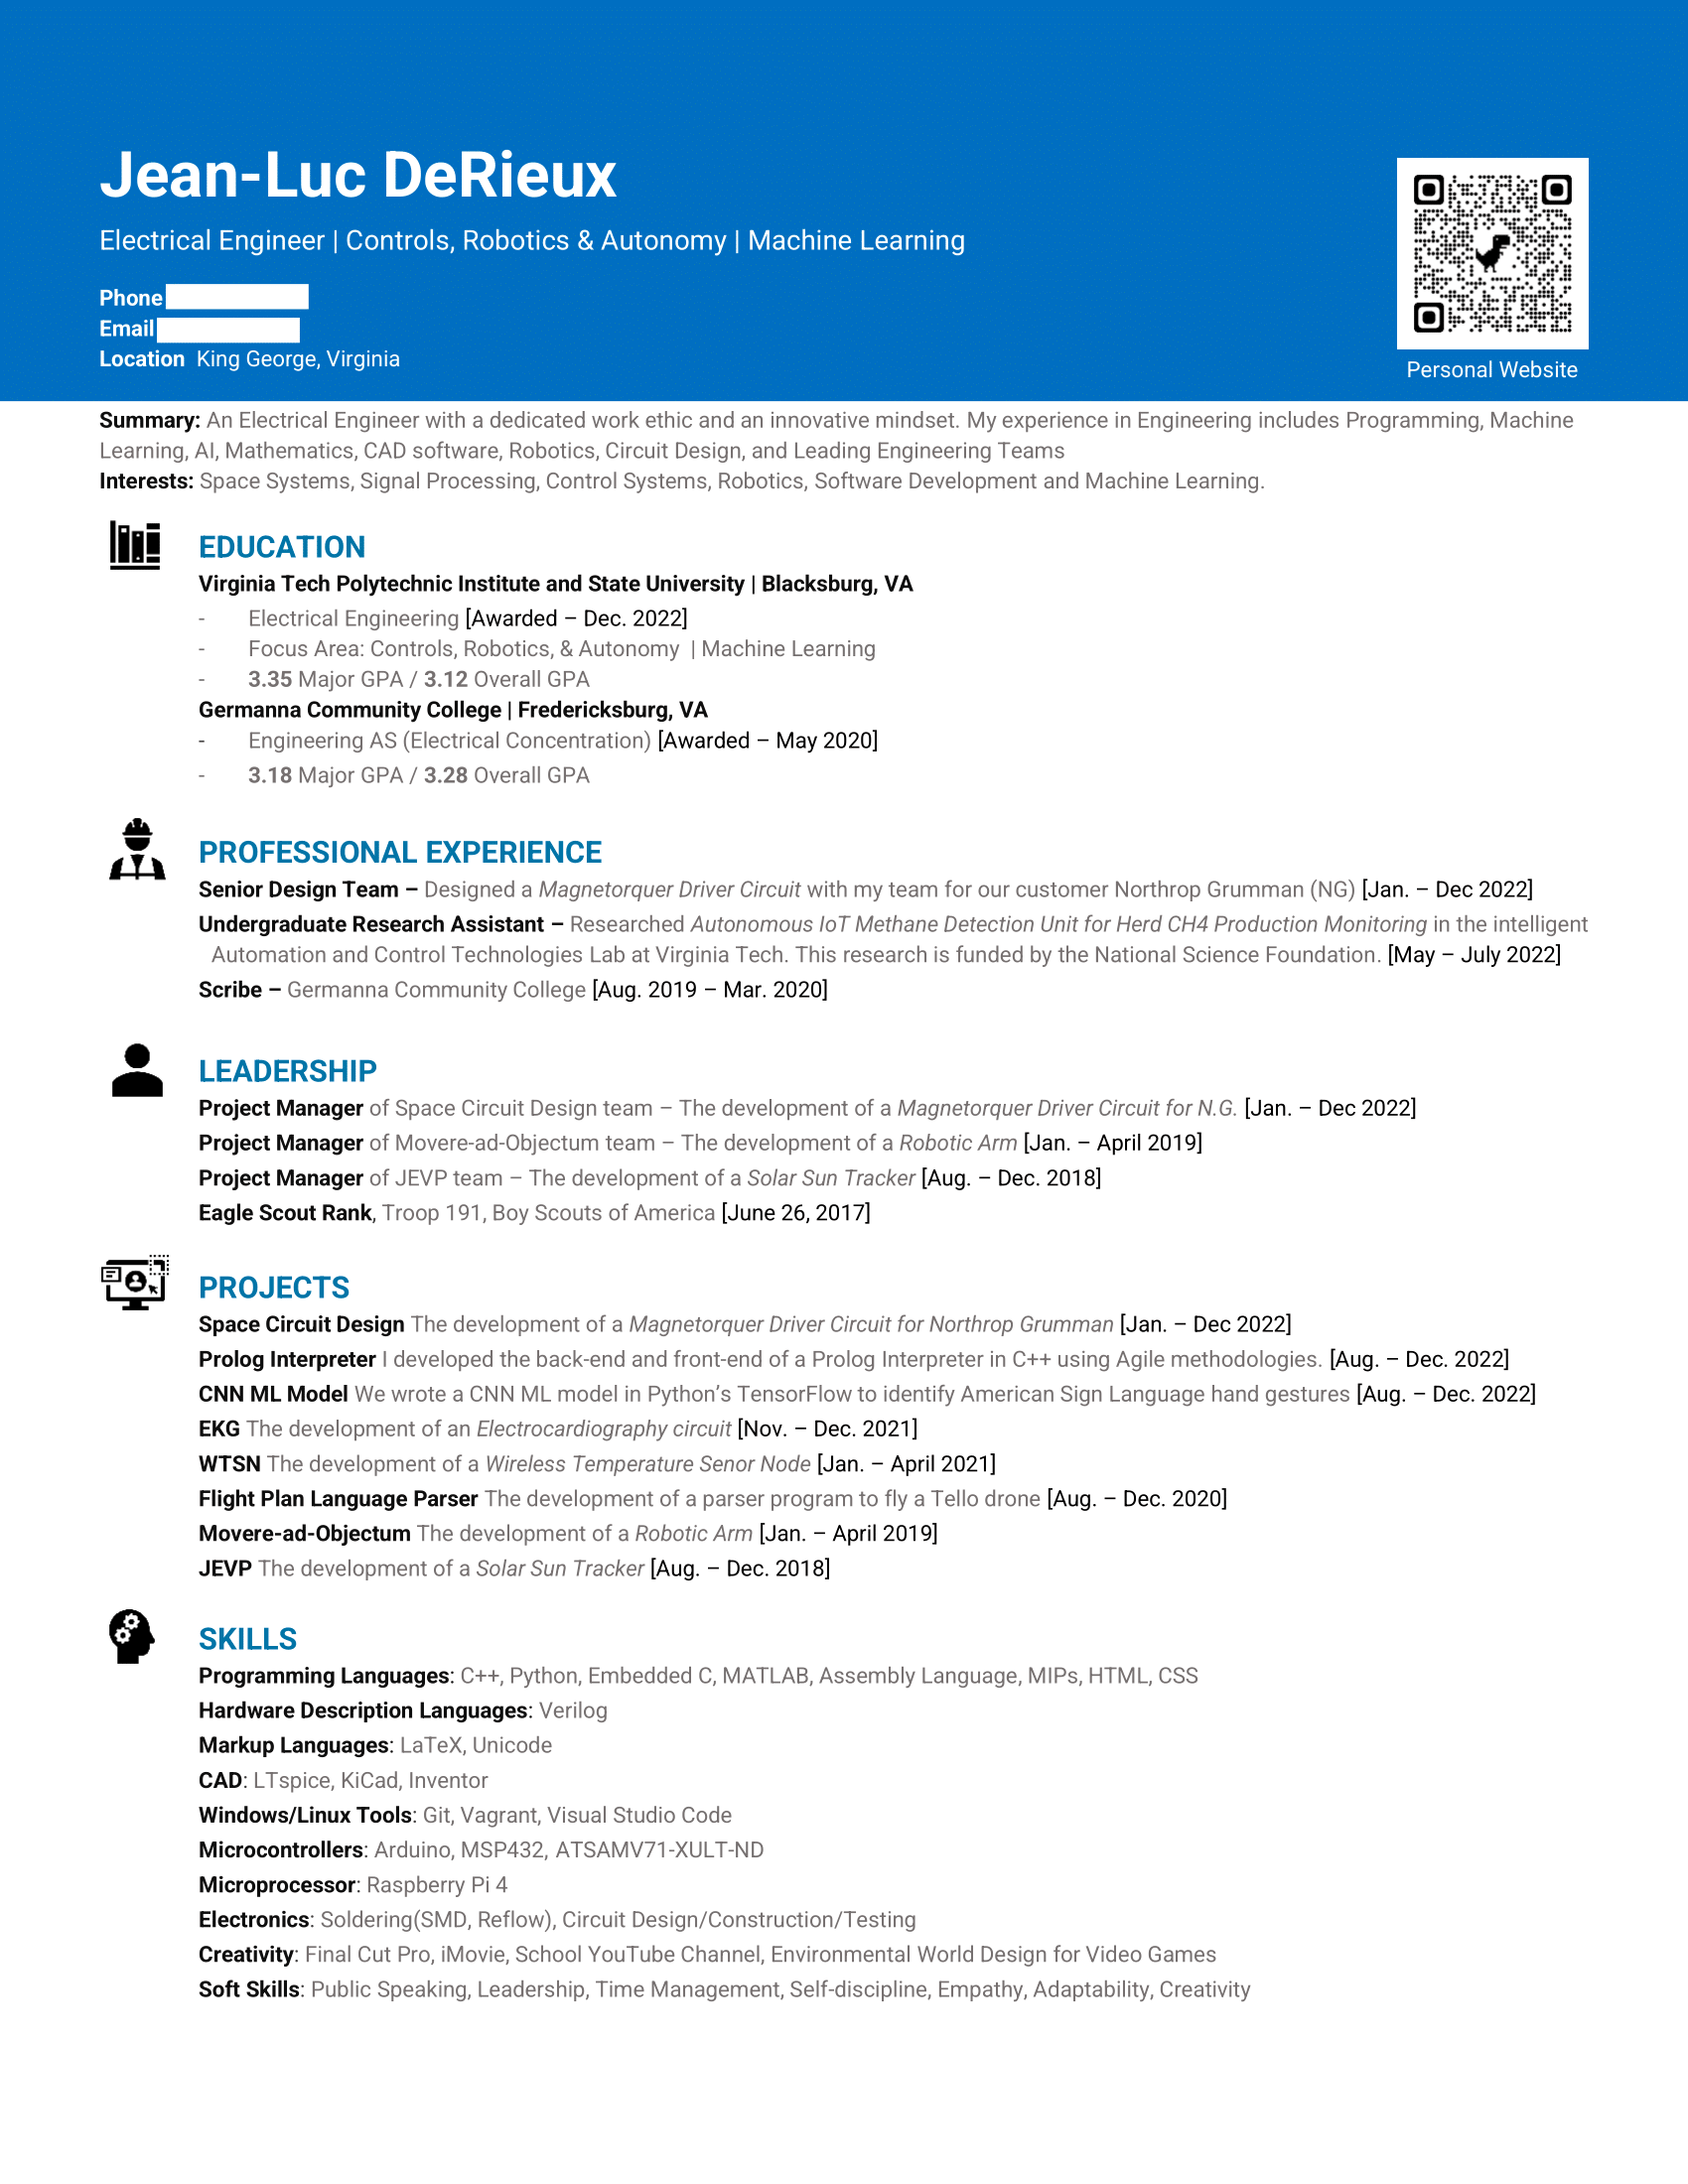 Jean-Luc DeRieux
Electrical Engineer | Controls, Robotics & Autonomy | Machine Learning
Phone
Email
Location King George, Virginia
Personal Website
Summary: An Electrical Engineer with a dedicated work ethic and an innovative mindset. My experience in Engineering includes Programming, Machine
Learning, AI, Mathematics, CAD software, Robotics, Circuit Design, and Leading Engineering Teams
Interests: Space Systems, Signal Processing, Control Systems, Robotics, Software Development and Machine Learning.
EDUCATION
Virginia Tech Polytechnic Institute and State University | Blacksburg, VA
- Electrical Engineering [Awarded – Dec. 2022]
- Focus Area: Controls, Robotics, & Autonomy | Machine Learning
- 3.35 Major GPA / 3.12 Overall GPA
Germanna Community College | Fredericksburg, VA
- Engineering AS (Electrical Concentration) [Awarded – May 2020]
- 3.18 Major GPA / 3.28 Overall GPA
PROFESSIONAL EXPERIENCE
Senior Design Team – Designed a Magnetorquer Driver Circuit with my team for our customer Northrop Grumman (NG) [Jan. – Dec 2022]
Undergraduate Research Assistant – Researched Autonomous IoT Methane Detection Unit for Herd CH4 Production Monitoring in the intelligent
Automation and Control Technologies Lab at Virginia Tech. This research is funded by the National Science Foundation. [May – July 2022]
Scribe – Germanna Community College [Aug. 2019 – Mar. 2020]
LEADERSHIP
Project Manager of Space Circuit Design team – The development of a Magnetorquer Driver Circuit for N.G. [Jan. – Dec 2022]
Project Manager of Movere-ad-Objectum team – The development of a Robotic Arm [Jan. – April 2019]
Project Manager of JEVP team – The development of a Solar Sun Tracker [Aug. – Dec. 2018]
Eagle Scout Rank, Troop 191, Boy Scouts of America [June 26, 2017]
PROJECTS
Space Circuit Design The development of a Magnetorquer Driver Circuit for Northrop Grumman [Jan. – Dec 2022]
Prolog Interpreter I developed the back-end and front-end of a Prolog Interpreter in C++ using Agile methodologies. [Aug. – Dec. 2022]
CNN ML Model We wrote a CNN ML model in Python’s TensorFlow to identify American Sign Language hand gestures [Aug. – Dec. 2022]
EKG The development of an Electrocardiography circuit [Nov. – Dec. 2021]
WTSN The development of a Wireless Temperature Senor Node [Jan. – April 2021]
Flight Plan Language Parser The development of a parser program to fly a Tello drone [Aug. – Dec. 2020]
Movere-ad-Objectum The development of a Robotic Arm [Jan. – April 2019]
JEVP The development of a Solar Sun Tracker [Aug. – Dec. 2018]
SKILLS
Programming Languages: C++, Python, Embedded C, MATLAB, Assembly Language, MIPs, HTML, CSS
Hardware Description Languages: Verilog
Markup Languages: LaTeX, Unicode
CAD: LTspice, KiCad, Inventor
Windows/Linux Tools: Git, Vagrant, Visual Studio Code
Microcontrollers: Arduino, MSP432, ATSAMV71-XULT-ND
Microprocessor: Raspberry Pi 4
Electronics: Soldering(SMD, Reflow), Circuit Design/Construction/Testing
Creativity: Final Cut Pro, iMovie, School YouTube Channel, Environmental World Design for Video Games
Soft Skills: Public Speaking, Leadership, Time Management, Self-discipline, Empathy, Adaptability, Creativity